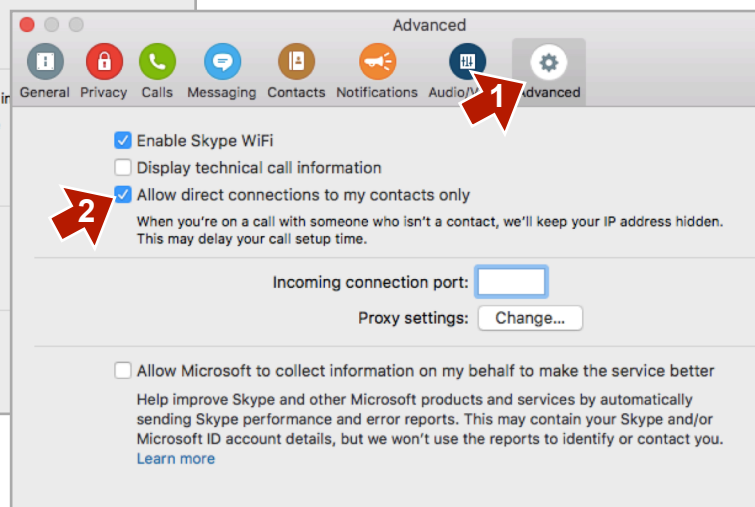 Advanced
General Privacy Calls Messaging Contacts Notifications Audio/V Advanced
1
Enable Skype WiFi
Display technical call information
Allow direct connections to my contacts only
2
When you're on a call with someone who isn't a contact, we'll keep your IP address hidden.
This may delay your call setup time.
Incoming connection port:
Proxy settings: Change...
Allow Microsoft to collect information on my behalf to make the service better
Help improve Skype and other Microsoft products and services by automatically
sending Skype performance and error reports. This may contain your Skype and/or
Microsoft ID account details, but we won't use the reports to identify or contact you.
Learn more